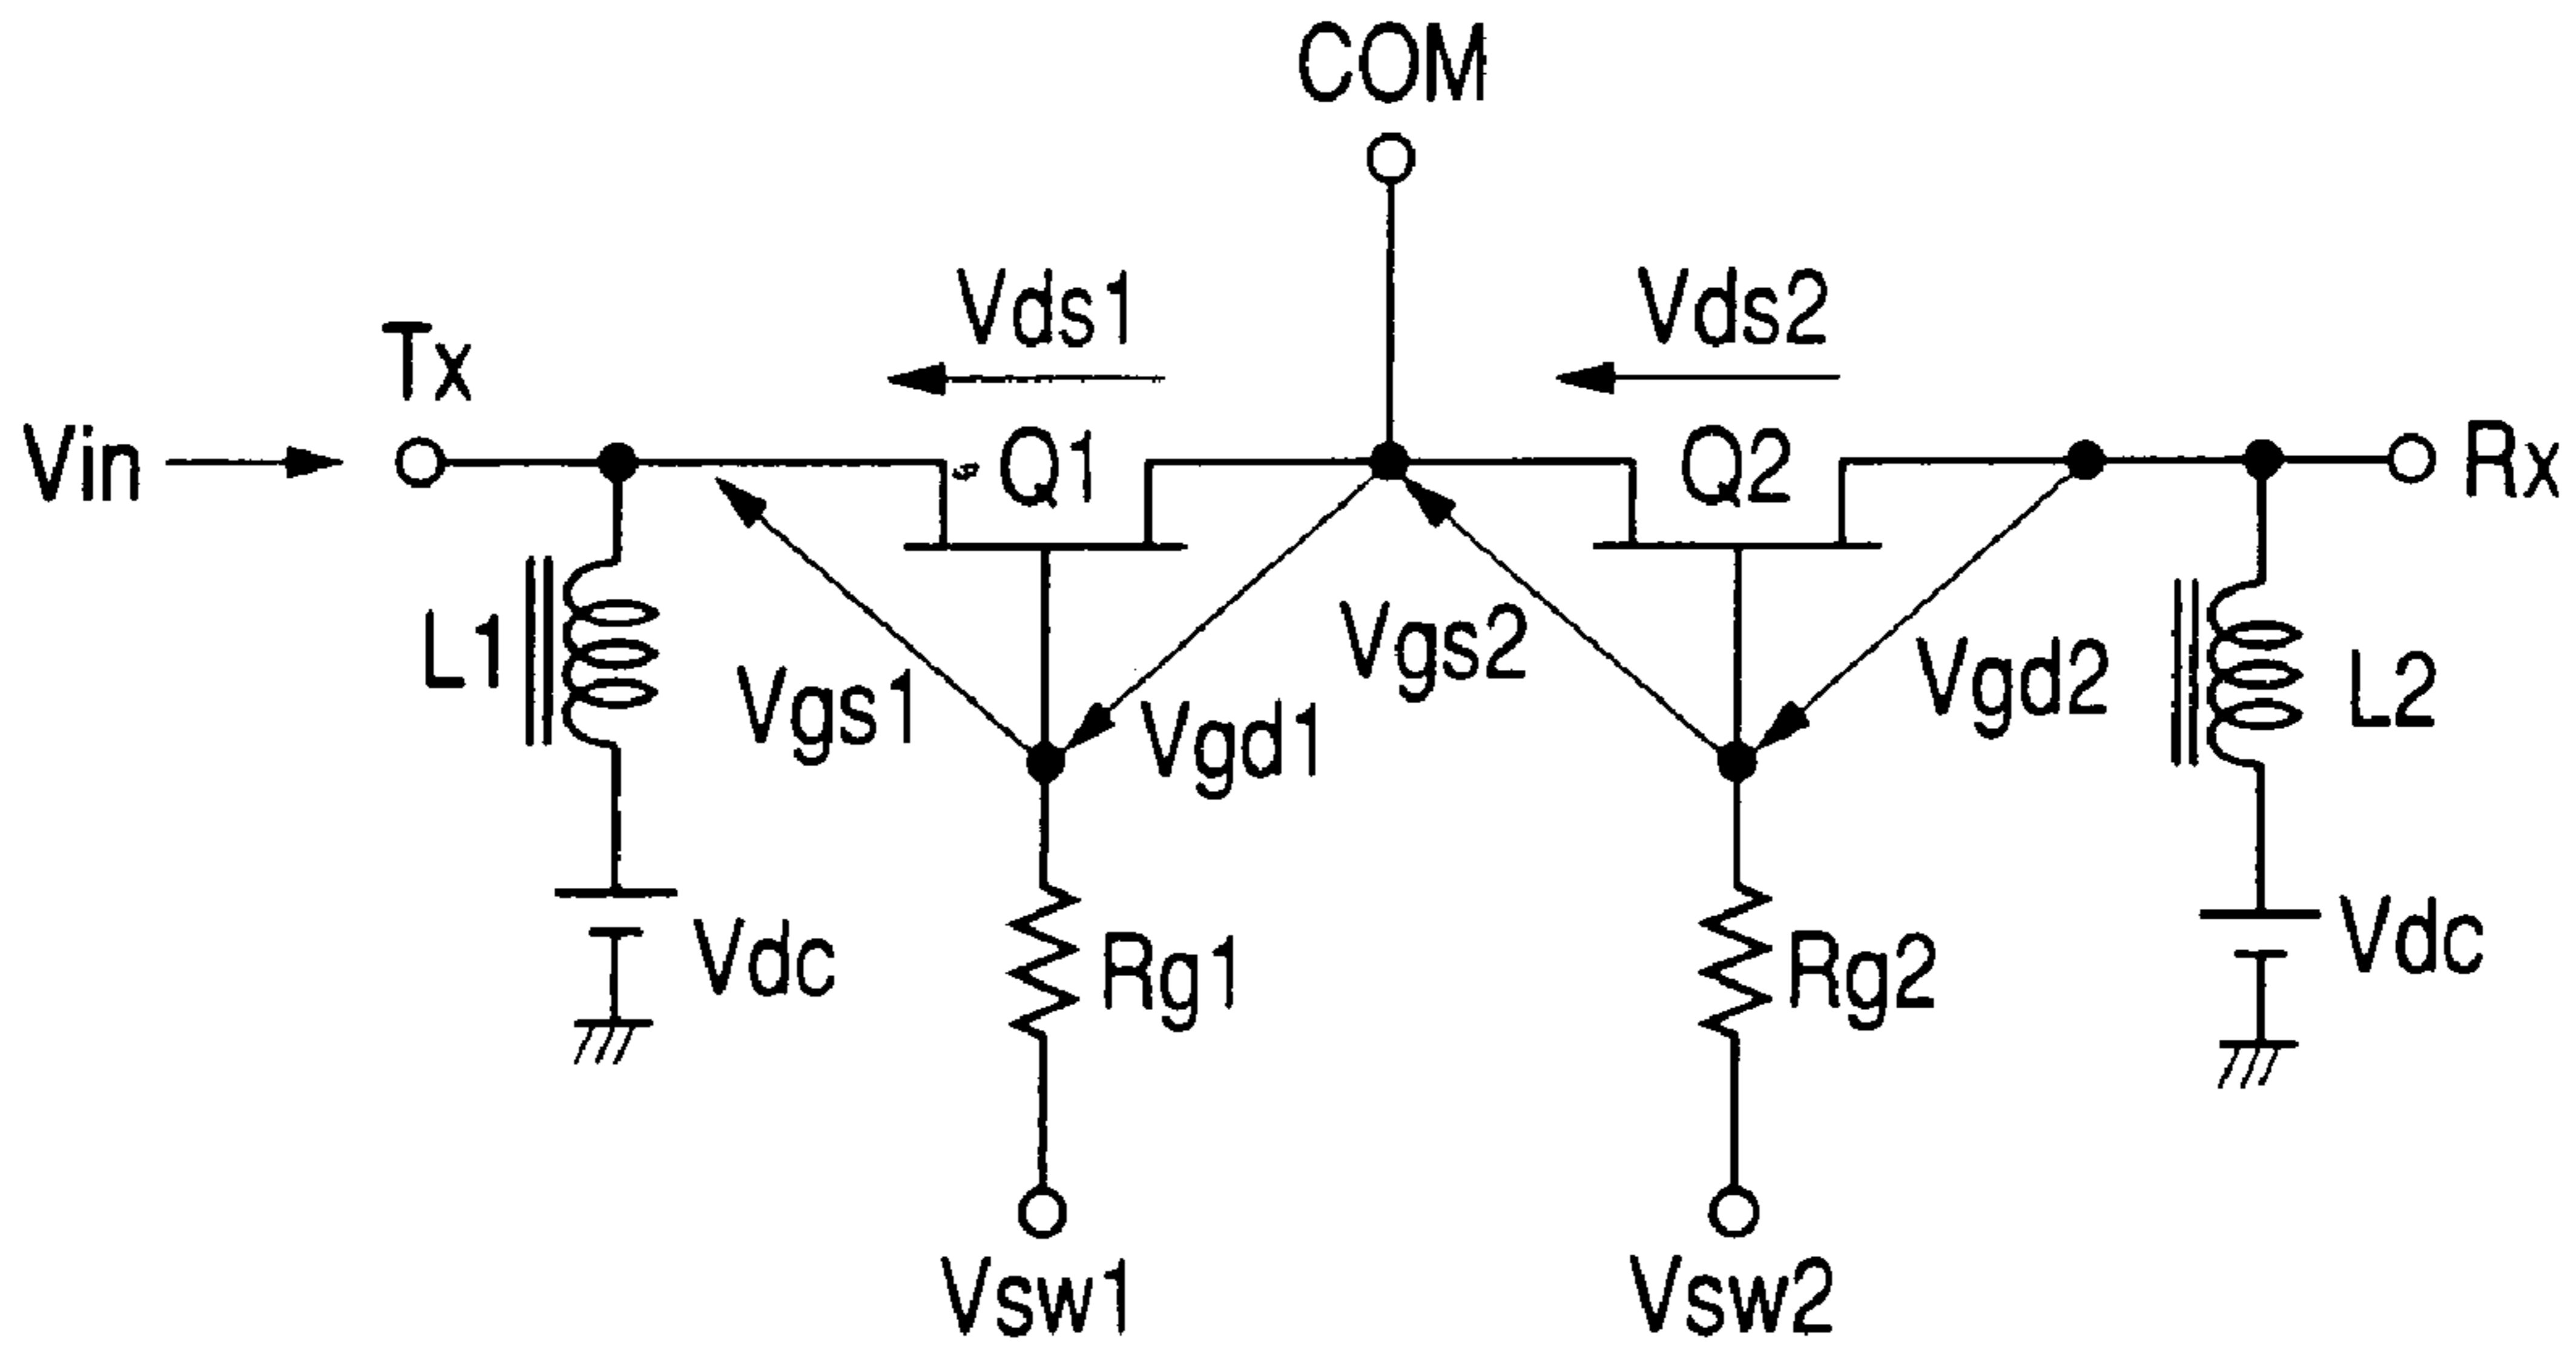 COM
Vds1
Vds2
Tx
Vin
Q1
Q2
Rx
L1
Vgs1
Vgd1
Vgs2
Vgd2
L2
Vdc
Rg1
Rg2
Vdc
Vsw1
Vsw2